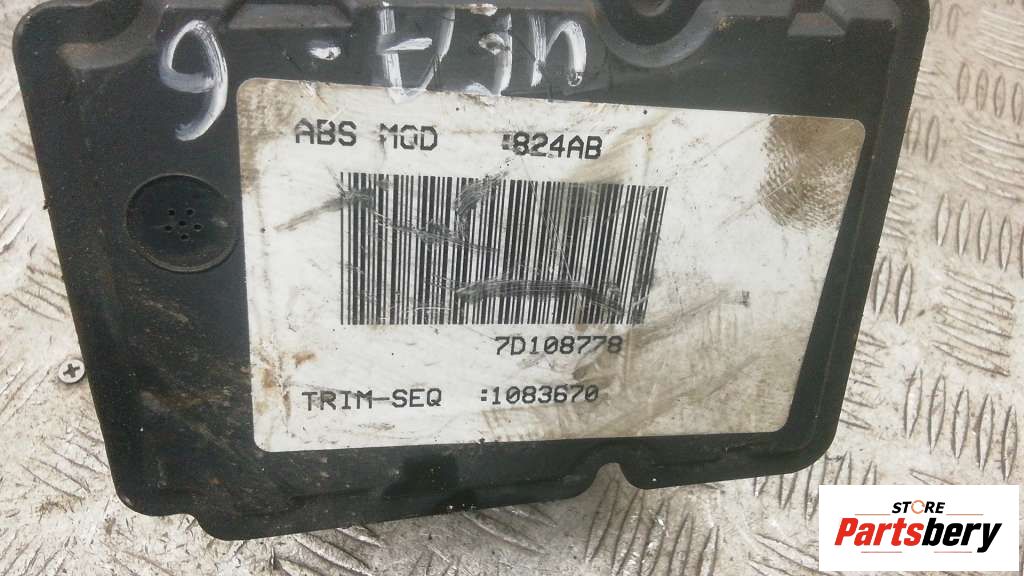 ABS MOD :824AB
7D108778
TRIM-SEQ :1083670
STORE
Partsbery